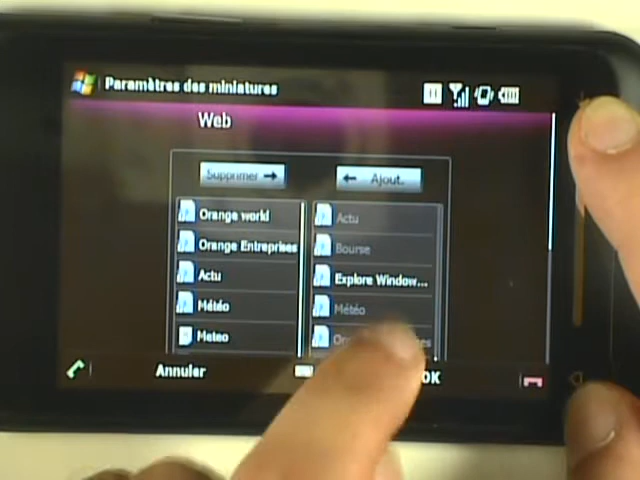 Paramètres des miniatures
Web
Supprimer
Ajout.
Orange world
Orange Entreprises
Actu
Météo
Meteo
Actu
Bourse
Explore Window...
Météo
Annuler
OK